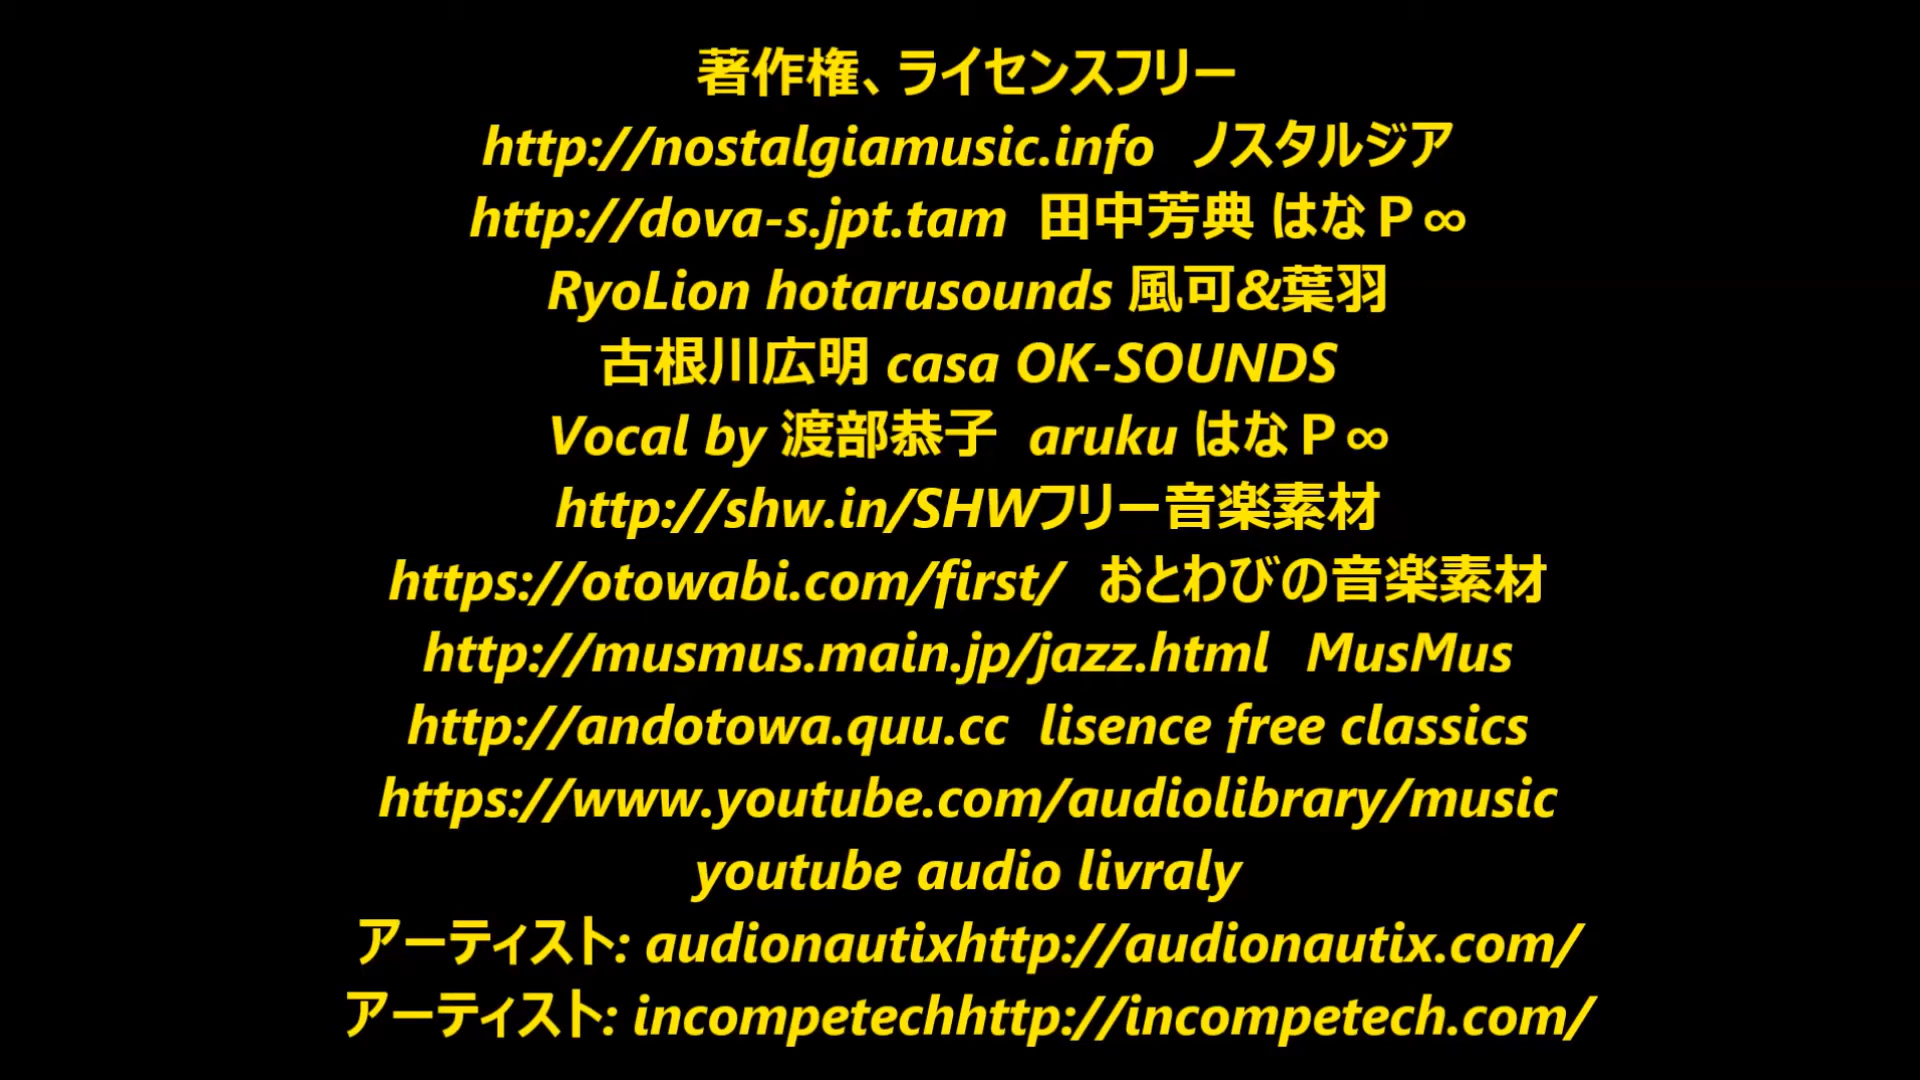 著作権、ライセンスフリー
http://nostalgiamusic.info　ノスタルジア
http://dova-s.jpt.tam　田中芳典 はなＰ∞
RyoLion hotarusounds 風可&葉羽
古根川広明 casa OK-SOUNDS
Vocal by 渡部恭子　aruku はなＰ∞
http://shw.in/SHWフリー音楽素材
https://otowabi.com/first/　おとわびの音楽素材
http://musmus.main.jp/jazz.html　MusMus
http://andotowa.quu.cc　lisence free classics
https://www.youtube.com/audiolibrary/music
youtube audio livraly
アーティスト: audionautixhttp://audionautix.com/
アーティスト: incompetechhttp://incompetech.com/